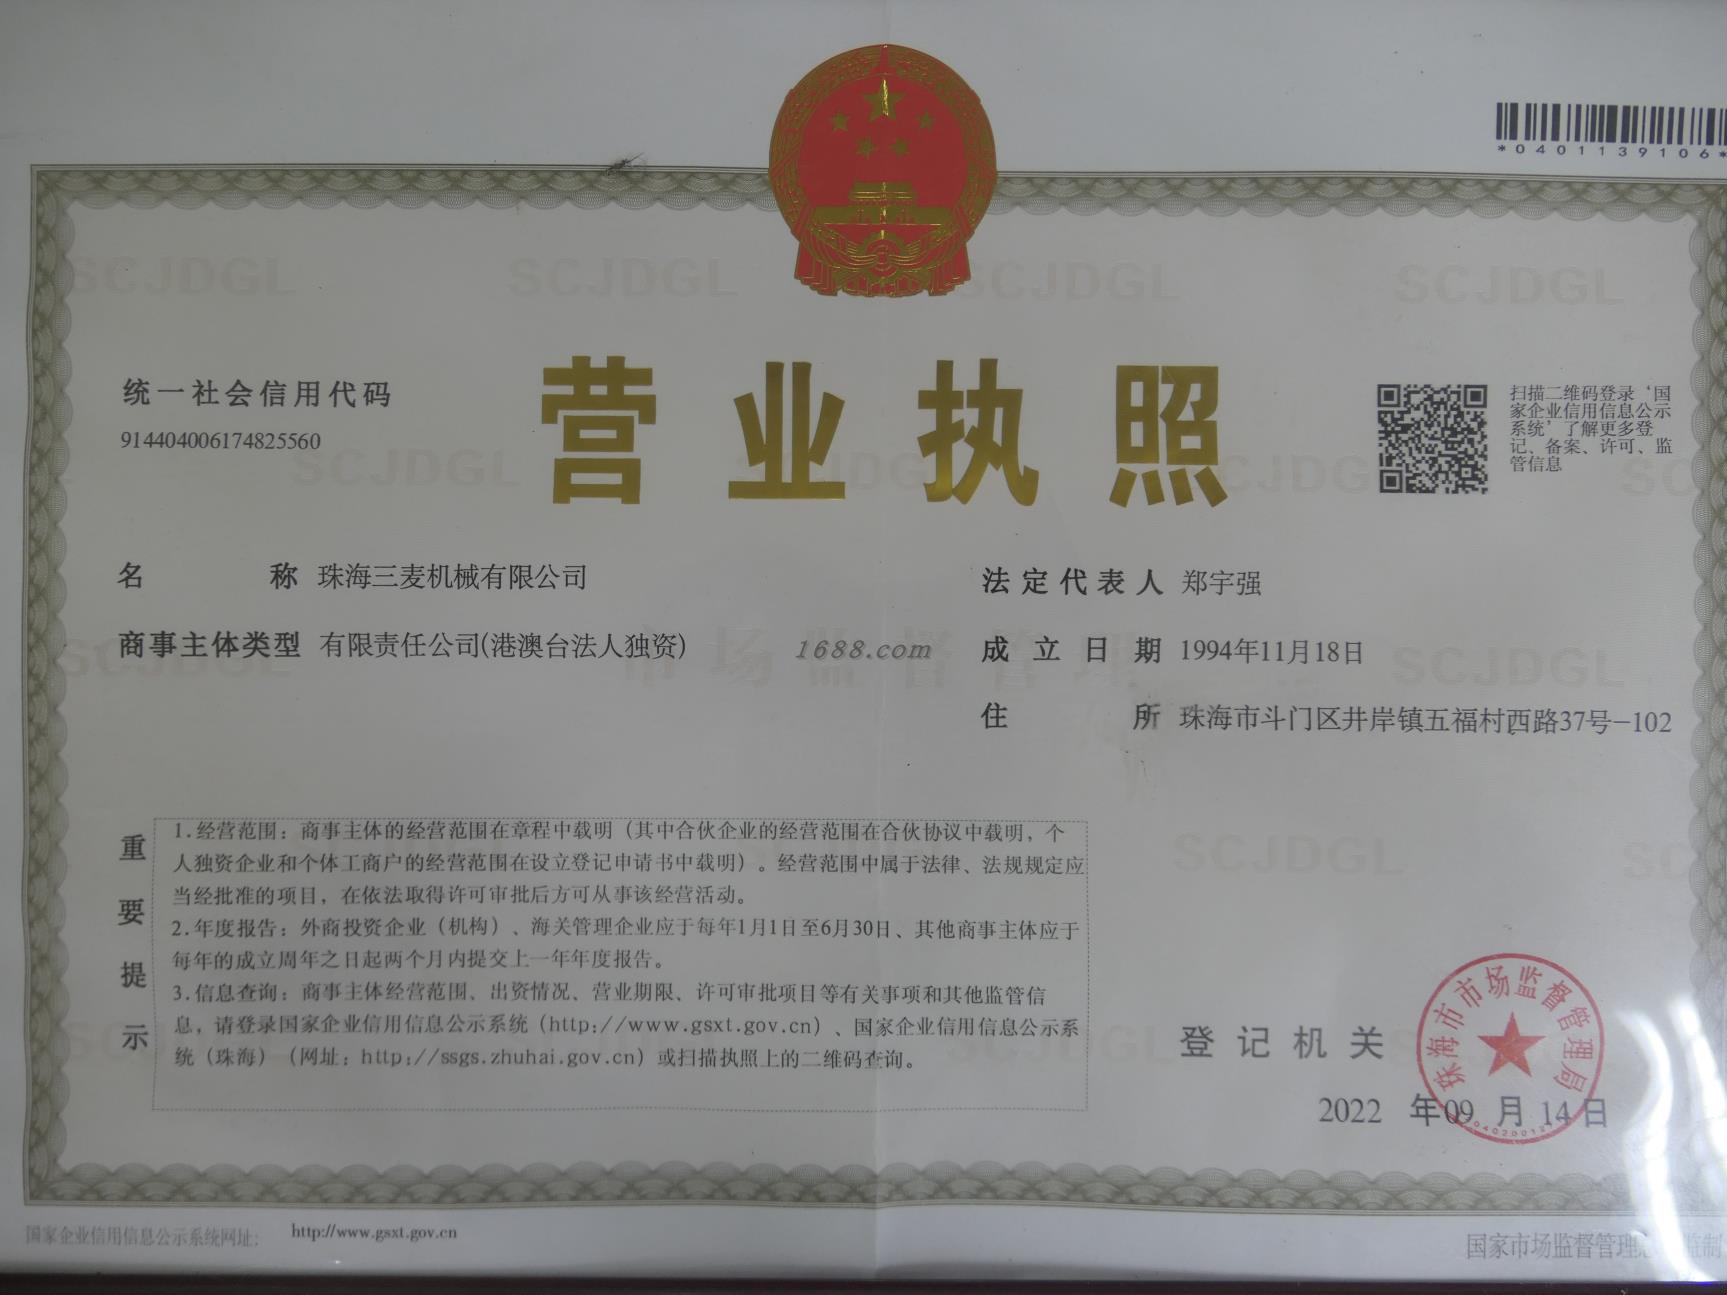 *0401139106*
营业执照
统一社会信用代码
914404006174825560
扫描二维码登录‘国
家企业信用信息公示
系统’了解更多登
记、备案、许可、监
管信息
名 称 珠海三麦机械有限公司
商事主体类型 有限责任公司(港澳台法人独资)
1688.com
法定代表人 郑宇强
成立日期 1994年11月18日
住 所 珠海市斗门区井岸镇五福村西路37号-102
重要提示
1.经营范围：商事主体的经营范围在章程中载明（其中合伙企业的经营范围在合伙协议中载明，个
人独资企业和个体工商户的经营范围在设立登记申请书中载明）。经营范围中属于法律、法规规定应
当经批准的项目，在依法取得许可审批后方可从事该经营活动。
2.年度报告：外商投资企业（机构）、海关管理企业应于每年1月1日至6月30日、其他商事主体应于
每年的成立周年之日起两个月内提交上一年年度报告。
3.信息查询：商事主体经营范围、出资情况、营业期限、许可审批项目等有关事项和其他监管信
息，请登录国家企业信用信息公示系统（http://www.gsxt.gov.cn）、国家企业信用信息公示系
统（珠海）（网址：http://ssgs.zhuhai.gov.cn）或扫描执照上的二维码查询。
登记机关
珠海市市场监督管理局
2022 年09 月 14日
国家企业信用信息公示系统网址：
http://www.gsxt.gov.cn
国家市场监督管理 监制
SCJDGL
市场监督管理